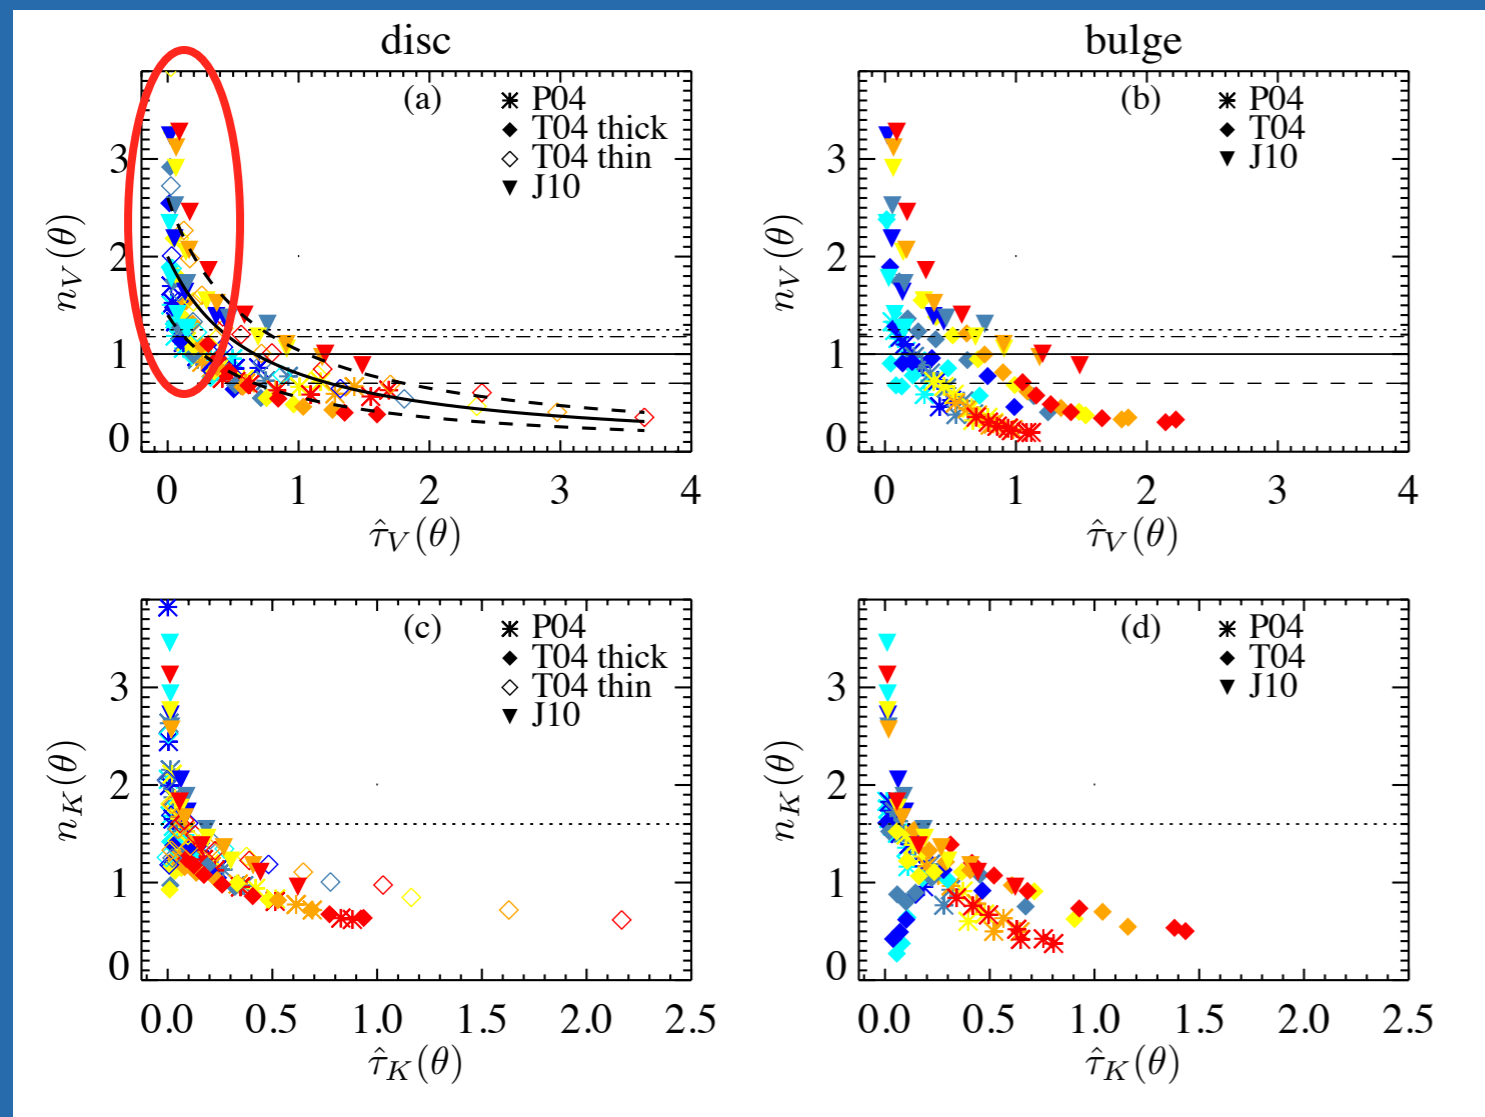 disc
(a)
P04
T04 thick
T04 thin
J10
n_V(θ)
3
2
1
0
0 1 2 3 4
τ̂_V(θ)
bulge
(b)
P04
T04
J10
n_V(θ)
3
2
1
0
0 1 2 3 4
τ̂_V(θ)
(c)
P04
T04 thick
T04 thin
J10
n_K(θ)
3
2
1
0
0.0 0.5 1.0 1.5 2.0 2.5
τ̂_K(θ)
(d)
P04
T04
J10
n_K(θ)
3
2
1
0
0.0 0.5 1.0 1.5 2.0 2.5
τ̂_K(θ)